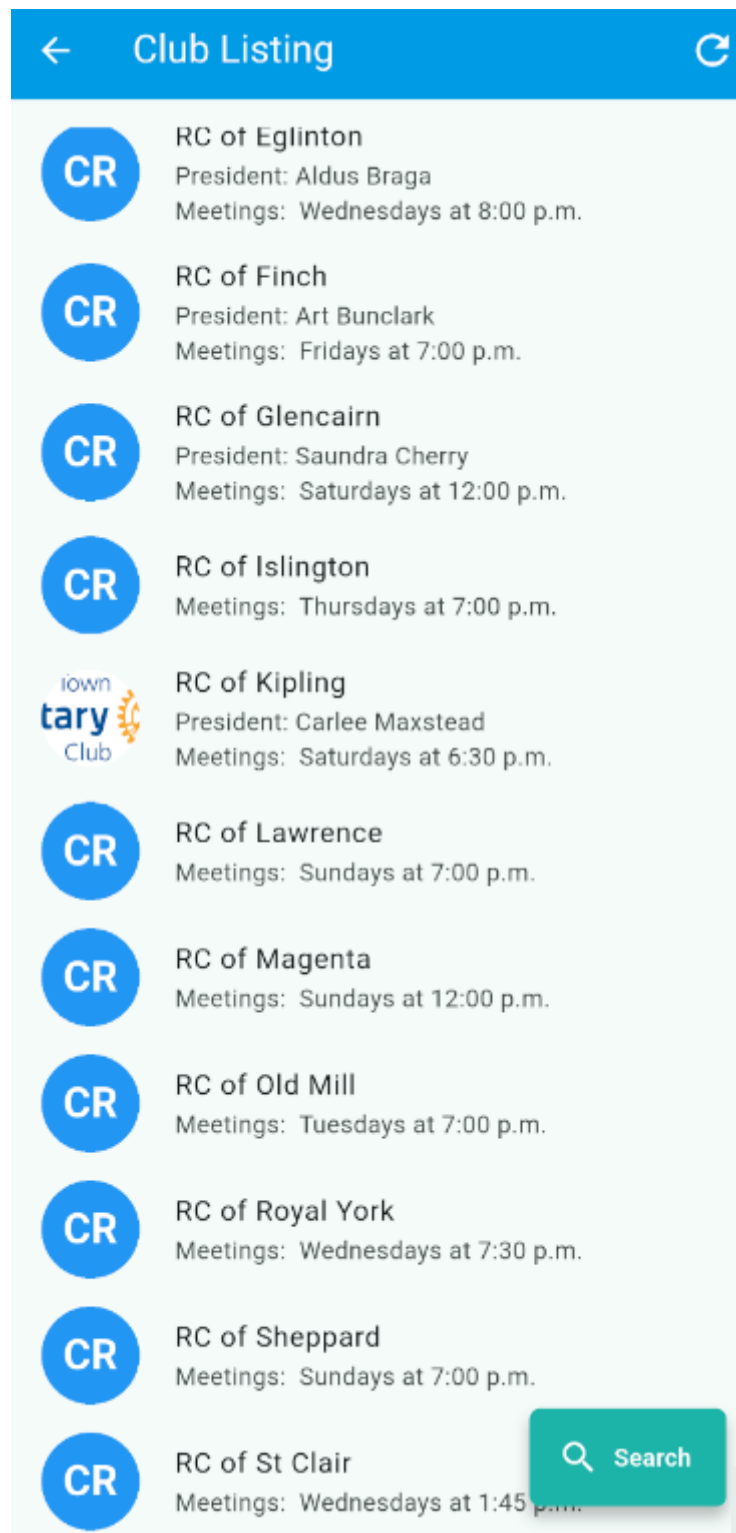 Club Listing
RC of Eglinton
CR
President: Aldus Braga
Meetings: Wednesdays at 8:00 p.m.
RC of Finch
CR
President: Art Bunclark
Meetings: Fridays at 7:00 p.m.
RC of Glencairn
CR
President: Saundra Cherry
Meetings: Saturdays at 12:00 p.m.
RC of Islington
CR
Meetings: Thursdays at 7:00 p.m.
RC of Kipling
tary
Club
President: Carlee Maxstead
Meetings: Saturdays at 6:30 p.m.
RC of Lawrence
CR
Meetings: Sundays at 7:00 p.m.
RC of Magenta
CR
Meetings: Sundays at 12:00 p.m.
RC of Old Mill
CR
Meetings: Tuesdays at 7:00 p.m.
RC of Royal York
CR
Meetings: Wednesdays at 7:30 p.m.
RC of Sheppard
CR
Meetings: Sundays at 7:00 p.m.
Search
RC of St Clair
CR
Meetings: Wednesdays at 1:45 p.m.